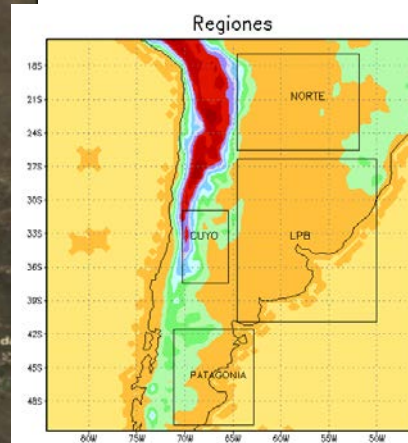 Regiones
18S
21S
NORTE
24S
27S
30S
33S
CUYO
LPB
36S
39S
42S
45S
PATAGONIA
48S
80W
75W
70W
65W
60W
55W
50W